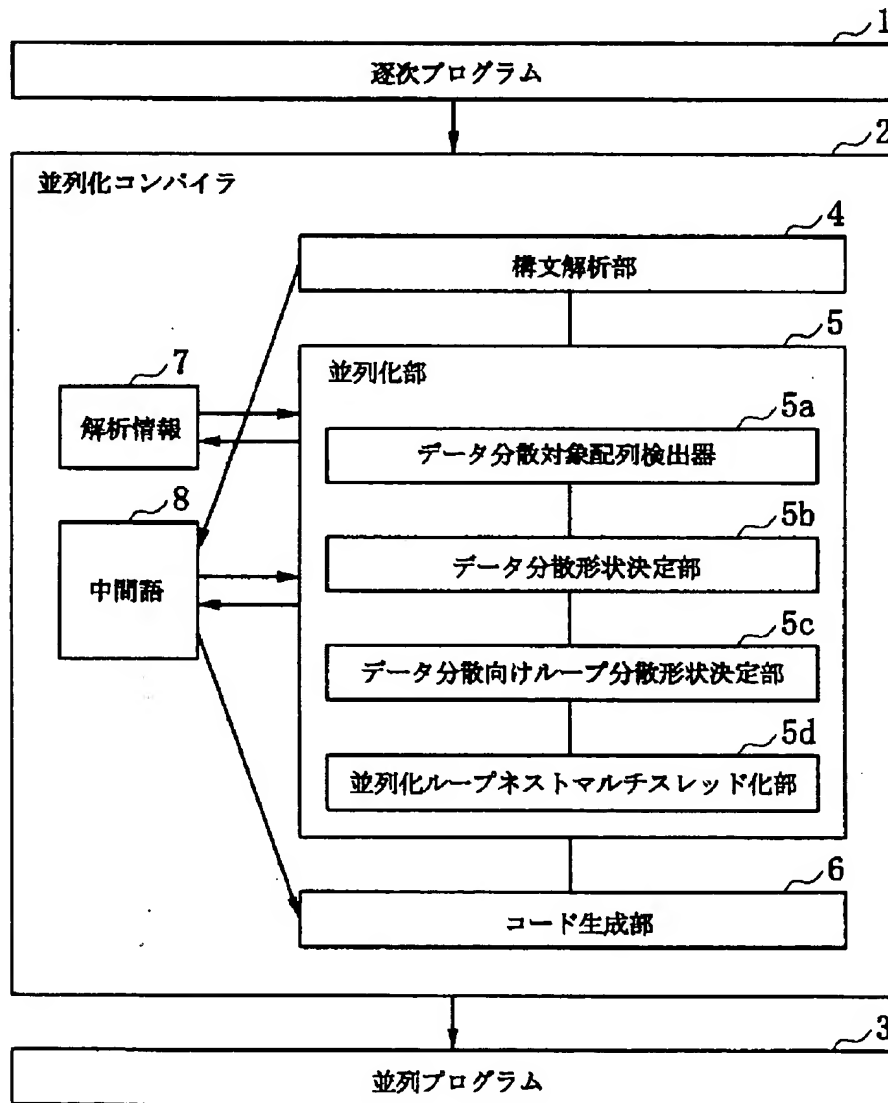 1
逐次プログラム
2
並列化コンパイラ
4
構文解析部
5
並列化部
7
解析情報
5a
データ分散対象配列検出器
8
中間語
5b
データ分散形状決定部
5c
データ分散向けループ分散形状決定部
5d
並列化ループネストマルチスレッド化部
6
コード生成部
3
並列プログラム